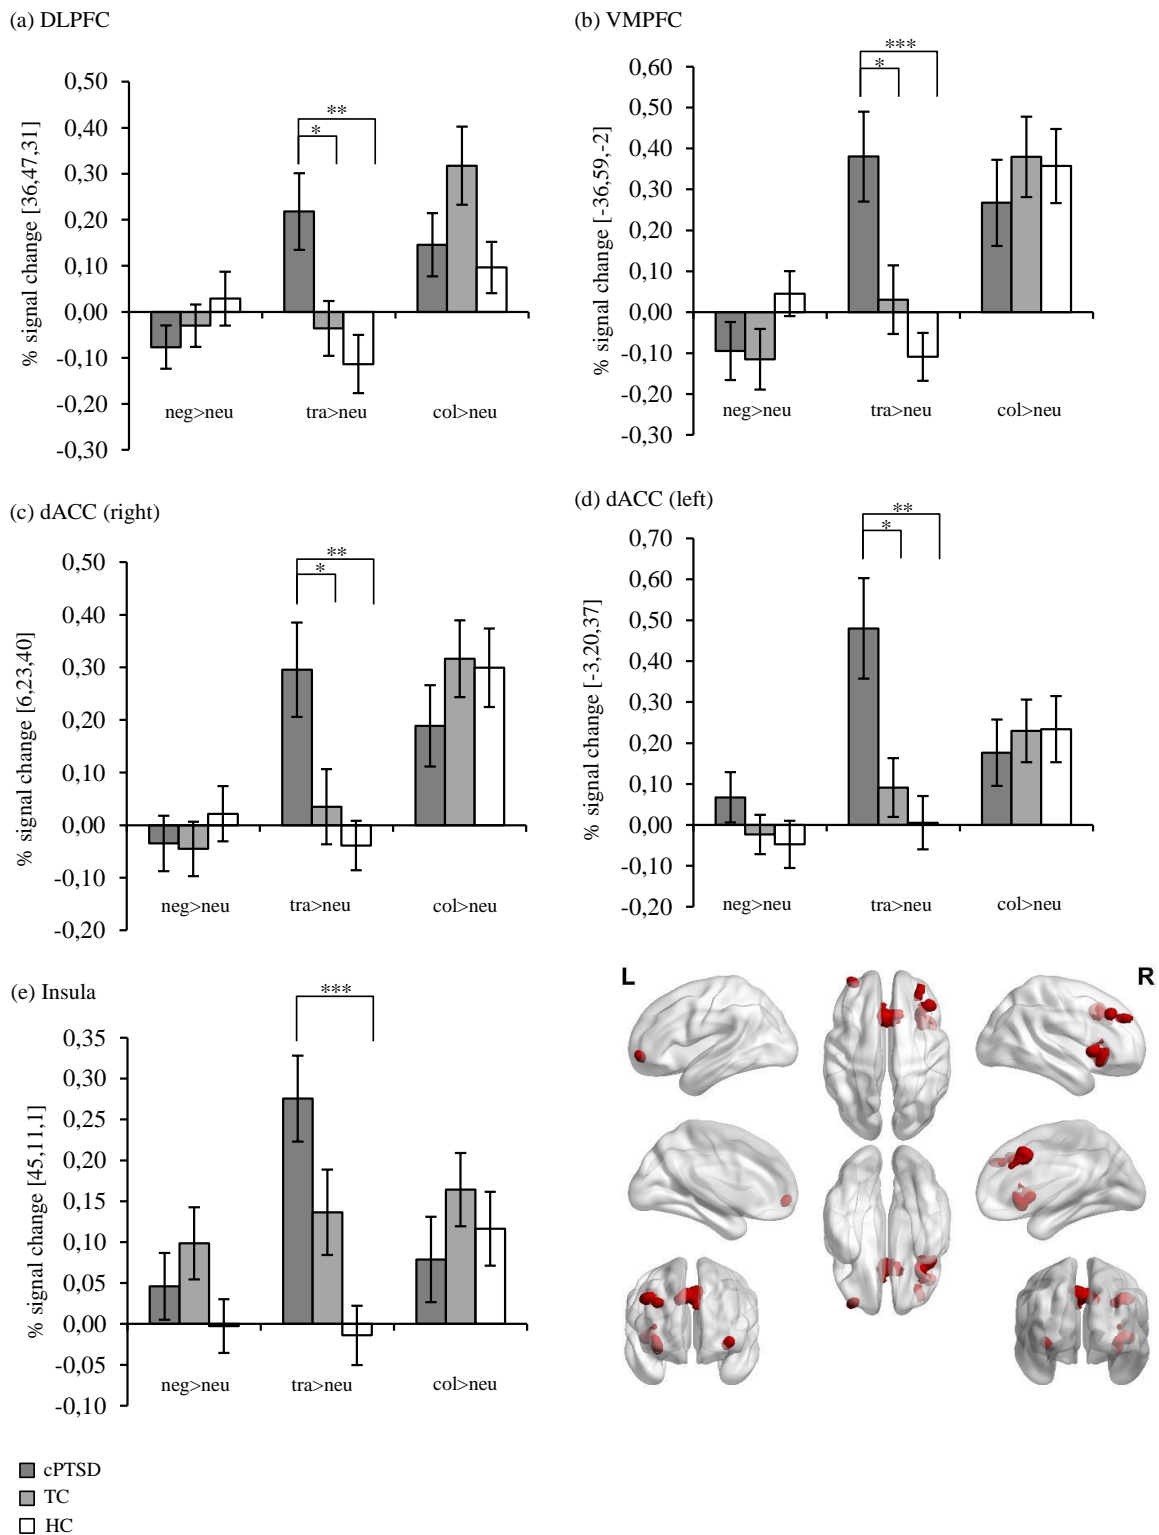 (a) DLPFC
% signal change [36,47,31]
0,50
0,40
0,30
0,20
0,10
0,00
-0,10
-0,20
-0,30
**
*
neg>neu
tra>neu
col>neu
(b) VMPFC
% signal change [-36,59,-2]
0,60
0,50
0,40
0,30
0,20
0,10
0,00
-0,10
-0,20
-0,30
***
*
neg>neu
tra>neu
col>neu
(c) dACC (right)
% signal change [6,23,40]
0,50
0,40
0,30
0,20
0,10
0,00
-0,10
-0,20
**
*
neg>neu
tra>neu
col>neu
(d) dACC (left)
% signal change [-3,20,37]
0,70
0,60
0,50
0,40
0,30
0,20
0,10
0,00
-0,10
-0,20
**
*
neg>neu
tra>neu
col>neu
(e) Insula
% signal change [45,11,1]
0,35
0,30
0,25
0,20
0,15
0,10
0,05
0,00
-0,05
-0,10
***
neg>neu
tra>neu
col>neu
L
R
cPTSD
TC
HC